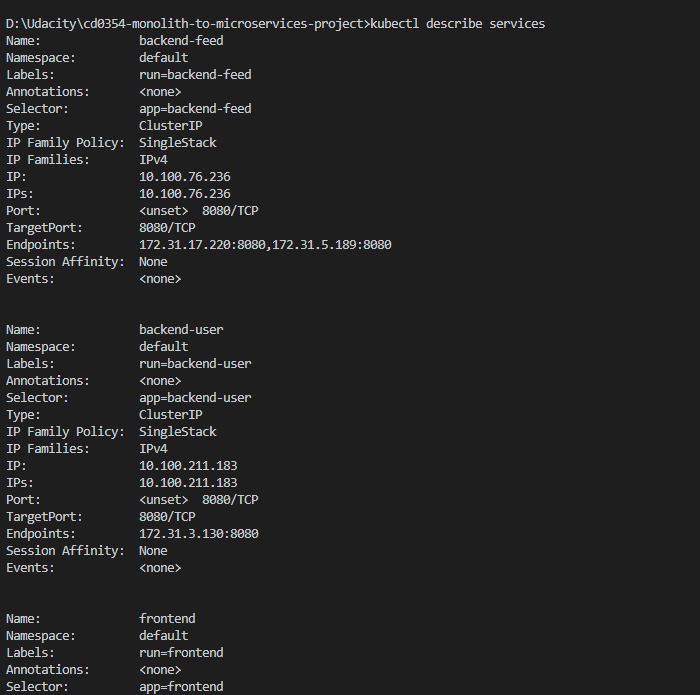 D:\Udacity\cd0354-monolith-to-microservices-project>kubectl describe services
Name:              backend-feed
Namespace:         default
Labels:            run=backend-feed
Annotations:       <none>
Selector:          app=backend-feed
Type:              ClusterIP
IP Family Policy:  SingleStack
IP Families:       IPv4
IP:                10.100.76.236
IPs:               10.100.76.236
Port:              <unset>  8080/TCP
TargetPort:        8080/TCP
Endpoints:         172.31.17.220:8080,172.31.5.189:8080
Session Affinity:  None
Events:            <none>
Name:              backend-user
Namespace:         default
Labels:            run=backend-user
Annotations:       <none>
Selector:          app=backend-user
Type:              ClusterIP
IP Family Policy:  SingleStack
IP Families:       IPv4
IP:                10.100.211.183
IPs:               10.100.211.183
Port:              <unset>  8080/TCP
TargetPort:        8080/TCP
Endpoints:         172.31.3.130:8080
Session Affinity:  None
Events:            <none>
Name:              frontend
Namespace:         default
Labels:            run=frontend
Annotations:       <none>
Selector:          app=frontend